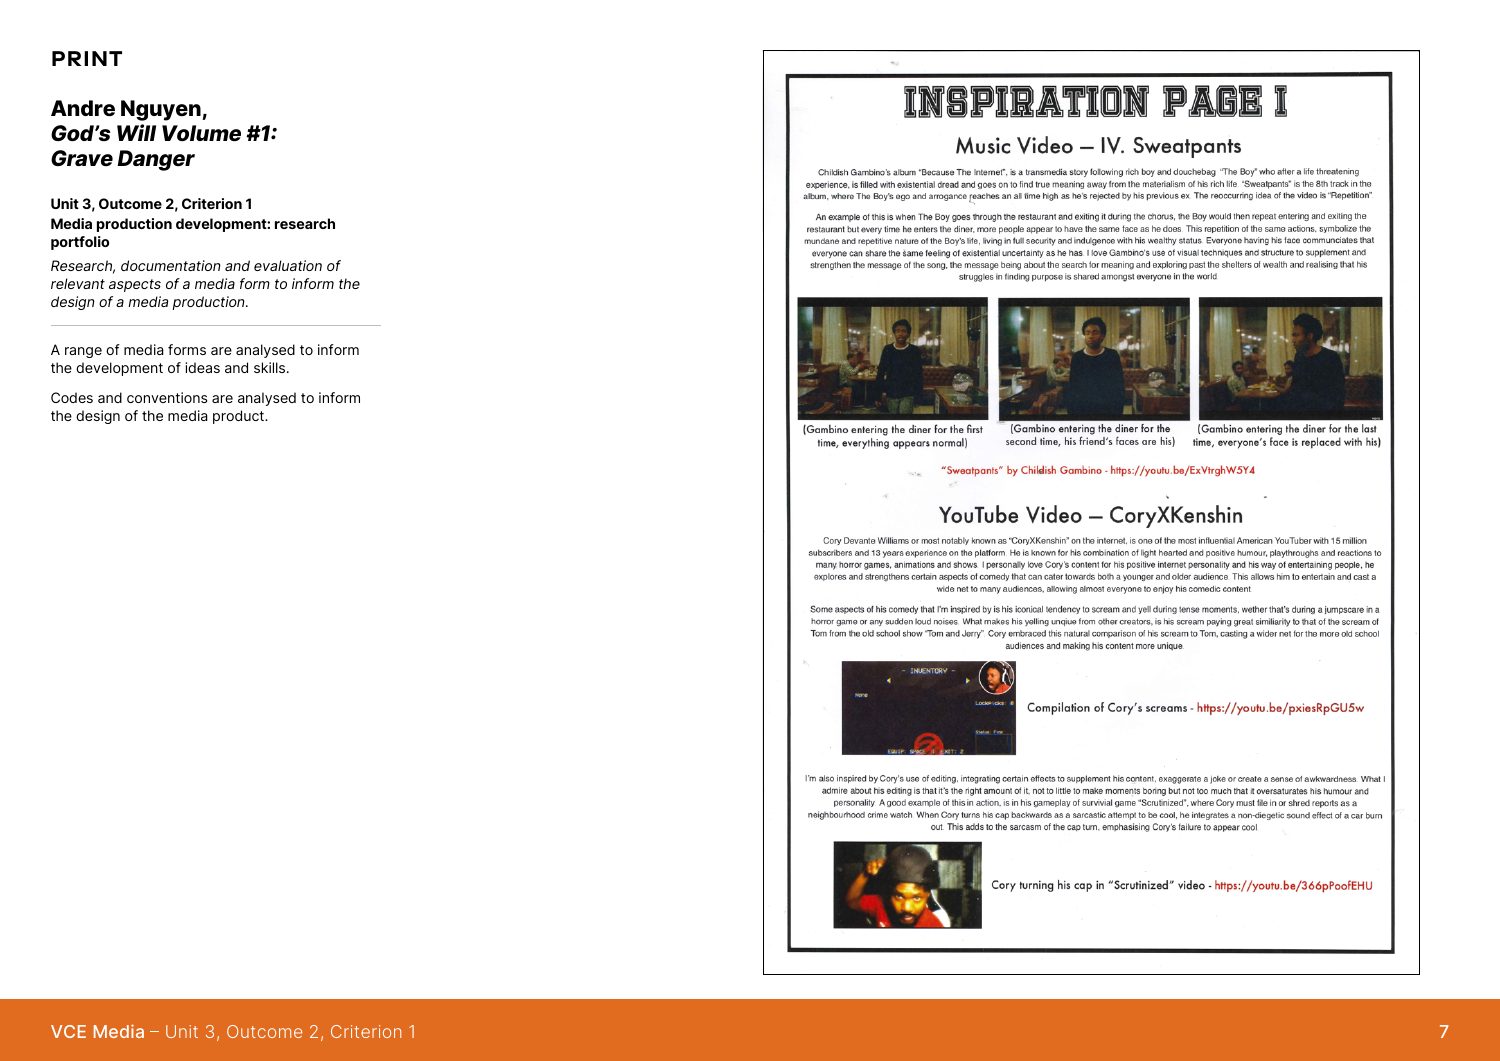 PRINT
Andre Nguyen,
God's Will Volume #1:
Grave Danger
Unit 3, Outcome 2, Criterion 1
Media production development: research
portfolio
Research, documentation and evaluation of
relevant aspects of a media form to inform the
design of a media production.
A range of media forms are analysed to inform
the development of ideas and skills.
Codes and conventions are analysed to inform
the design of the media product.
INSPIRATION PAGE I
Music Video – IV. Sweatpants
Childish Gambino's album "Because The Internet", is a transmedia story following rich boy and douchebag "The Boy" who after a life threatening
experience, is filled with existential dread and goes on to find true meaning away from the materialism of his rich life. "Sweatpants" is the 8th track in the
album, where The Boy's ego and arrogance reaches an all time high as he's rejected by his previous ex. The reoccuring idea of the video is "Repetition".
An example of this is when The Boy goes through the restaurant and exiting it during the chorus, the Boy would then repeat entering and exiting the
restaurant but every time he enters the diner, more people appear to have the same face as he does. This repetition of the same actions, symbolize the
mundane and repetitive nature of the Boy's life, living in full security and indulgence with his wealthy status. Everyone having his face communciates that
everyone can share the same feeling of existential uncertainty as he has. I love Gambino's use of visual techniques and structure to supplement and
strengthen the message of the song, the message being about the search for meaning and exploring past the shelters of wealth and realising that his
struggles in finding purpose is shared amongst everyone in the world.
(Gambino entering the diner for the first
time, everything appears normal)
(Gambino entering the diner for the
second time, his friend's faces are his)
(Gambino entering the diner for the last
time, everyone's face is replaced with his)
"Sweatpants" by Childish Gambino - https://youtu.be/ExVtrghW5Y4
YouTube Video – CoryXKenshin
Cory Devante Williams or most notably known as "CoryXKenshin" on the internet, is one of the most influential American YouTuber with 15 million
subscribers and 13 years experience on the platform. He is known for his combination of light hearted and positive humour, playthroughs and reactions to
many horror games, animations and shows. I personally love Cory's content for his positive internet personality and his way of entertaining people, he
explores and strengthens certain aspects of comedy that can cater towards both a younger and older audience. This allows him to entertain and cast a
wide net to many audiences, allowing almost everyone to enjoy his comedic content.
Some aspects of his comedy that I'm inspired by is his iconical tendency to scream and yell during tense moments, wether that's during a jumpscare in a
horror game or any sudden loud noises. What makes his yelling unqiue from other creators, is his scream paying great similiarity to that of the scream of
Tom from the old school show "Tom and Jerry". Cory embraced this natural comparison of his scream to Tom, casting a wider net for the more old school
audiences and making his content more unique.
- INVENTORY -
None
LockPicks: 0
Status: Fine
EQUIP: SPACE EXIT: Z
Compilation of Cory's screams - https://youtu.be/pxiesRpGU5w
I'm also inspired by Cory's use of editing, integrating certain effects to supplement his content, exaggerate a joke or create a sense of awkwardness. What I
admire about his editing is that it's the right amount of it, not to little to make moments boring but not too much that it oversaturates his humour and
personality. A good example of this in action, is in his gameplay of survivial game "Scrutinized", where Cory must file in or shred reports as a
neighbourhood crime watch. When Cory turns his cap backwards as a sarcastic attempt to be cool, he integrates a non-diegetic sound effect of a car burn
out. This adds to the sarcasm of the cap turn, emphasising Cory's failure to appear cool.
Cory turning his cap in "Scrutinized" video - https://youtu.be/366pPoofEHU
VCE Media – Unit 3, Outcome 2, Criterion 1
7